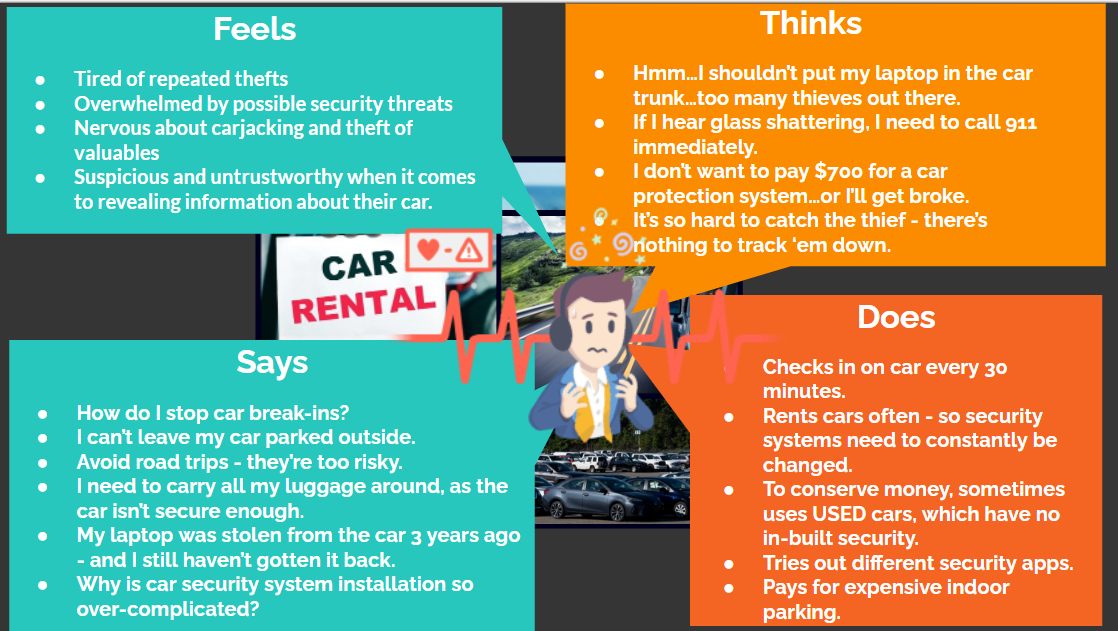 Feels
● Tired of repeated thefts
● Overwhelmed by possible security threats
● Nervous about carjacking and theft of
valuables
● Suspicious and untrustworthy when it comes
to revealing information about their car.
Thinks
● Hmm…I shouldn't put my laptop in the car
trunk…too many thieves out there.
● If I hear glass shattering, I need to call 911
immediately.
● I don't want to pay $700 for a car
protection system…or I'll get broke.
● It's so hard to catch the thief - there's
nothing to track 'em down.
CAR
RENTAL
Says
● How do I stop car break-ins?
● I can't leave my car parked outside.
● Avoid road trips - they're too risky.
● I need to carry all my luggage around, as the
car isn't secure enough.
● My laptop was stolen from the car 3 years ago
- and I still haven't gotten it back.
● Why is car security system installation so
over-complicated?
Does
● Checks in on car every 30
minutes.
● Rents cars often - so security
systems need to constantly be
changed.
● To conserve money, sometimes
uses USED cars, which have no
in-built security.
● Tries out different security apps.
● Pays for expensive indoor
parking.